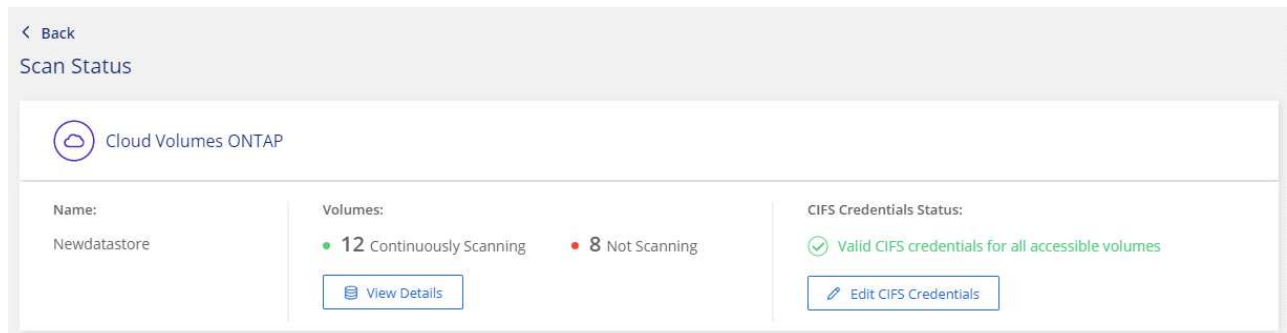 Back
Scan Status
Cloud Volumes ONTAP
Name:
Newdatastore
Volumes:
12 Continuously Scanning
8 Not Scanning
View Details
CIFS Credentials Status:
Valid CIFS credentials for all accessible volumes
Edit CIFS Credentials